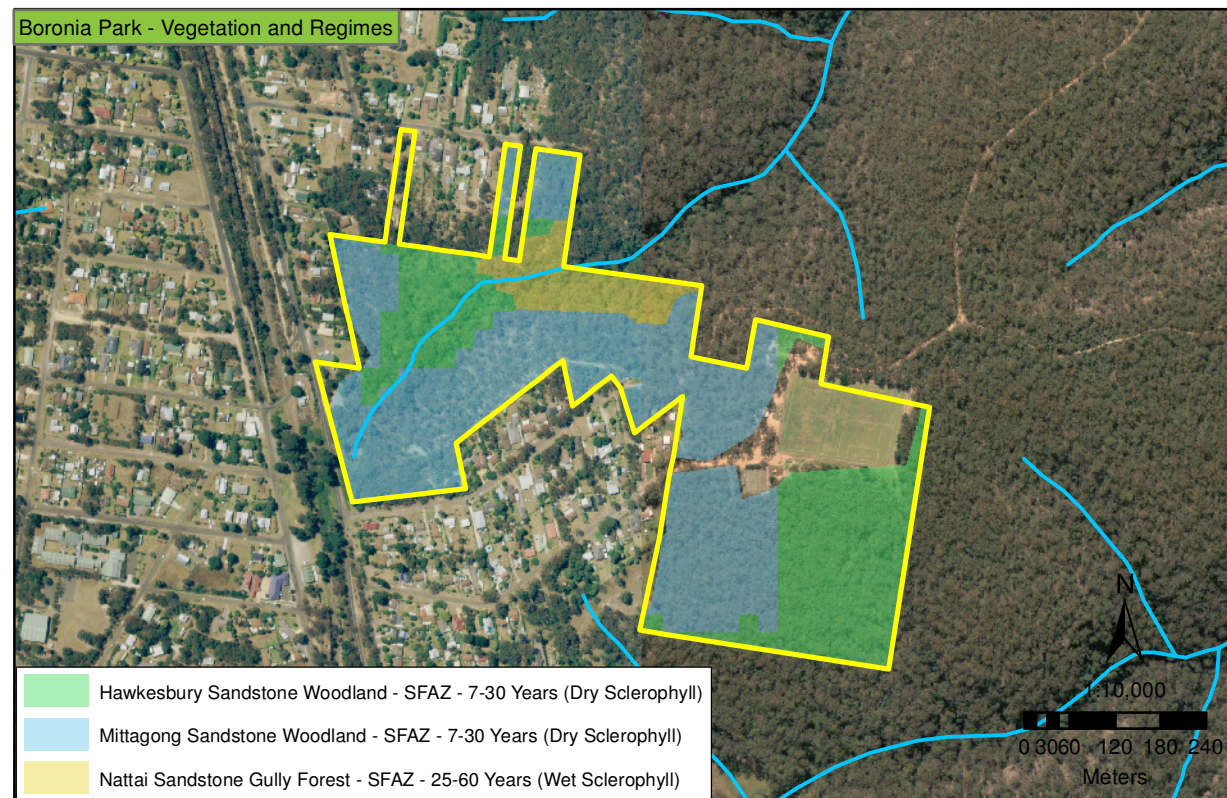 Boronia Park - Vegetation and Regimes
N
1:10,000
0 3060 120 180 240
Meters
Hawkesbury Sandstone Woodland - SFAZ - 7-30 Years (Dry Sclerophyll)
Mittagong Sandstone Woodland - SFAZ - 7-30 Years (Dry Sclerophyll)
Nattai Sandstone Gully Forest - SFAZ - 25-60 Years (Wet Sclerophyll)